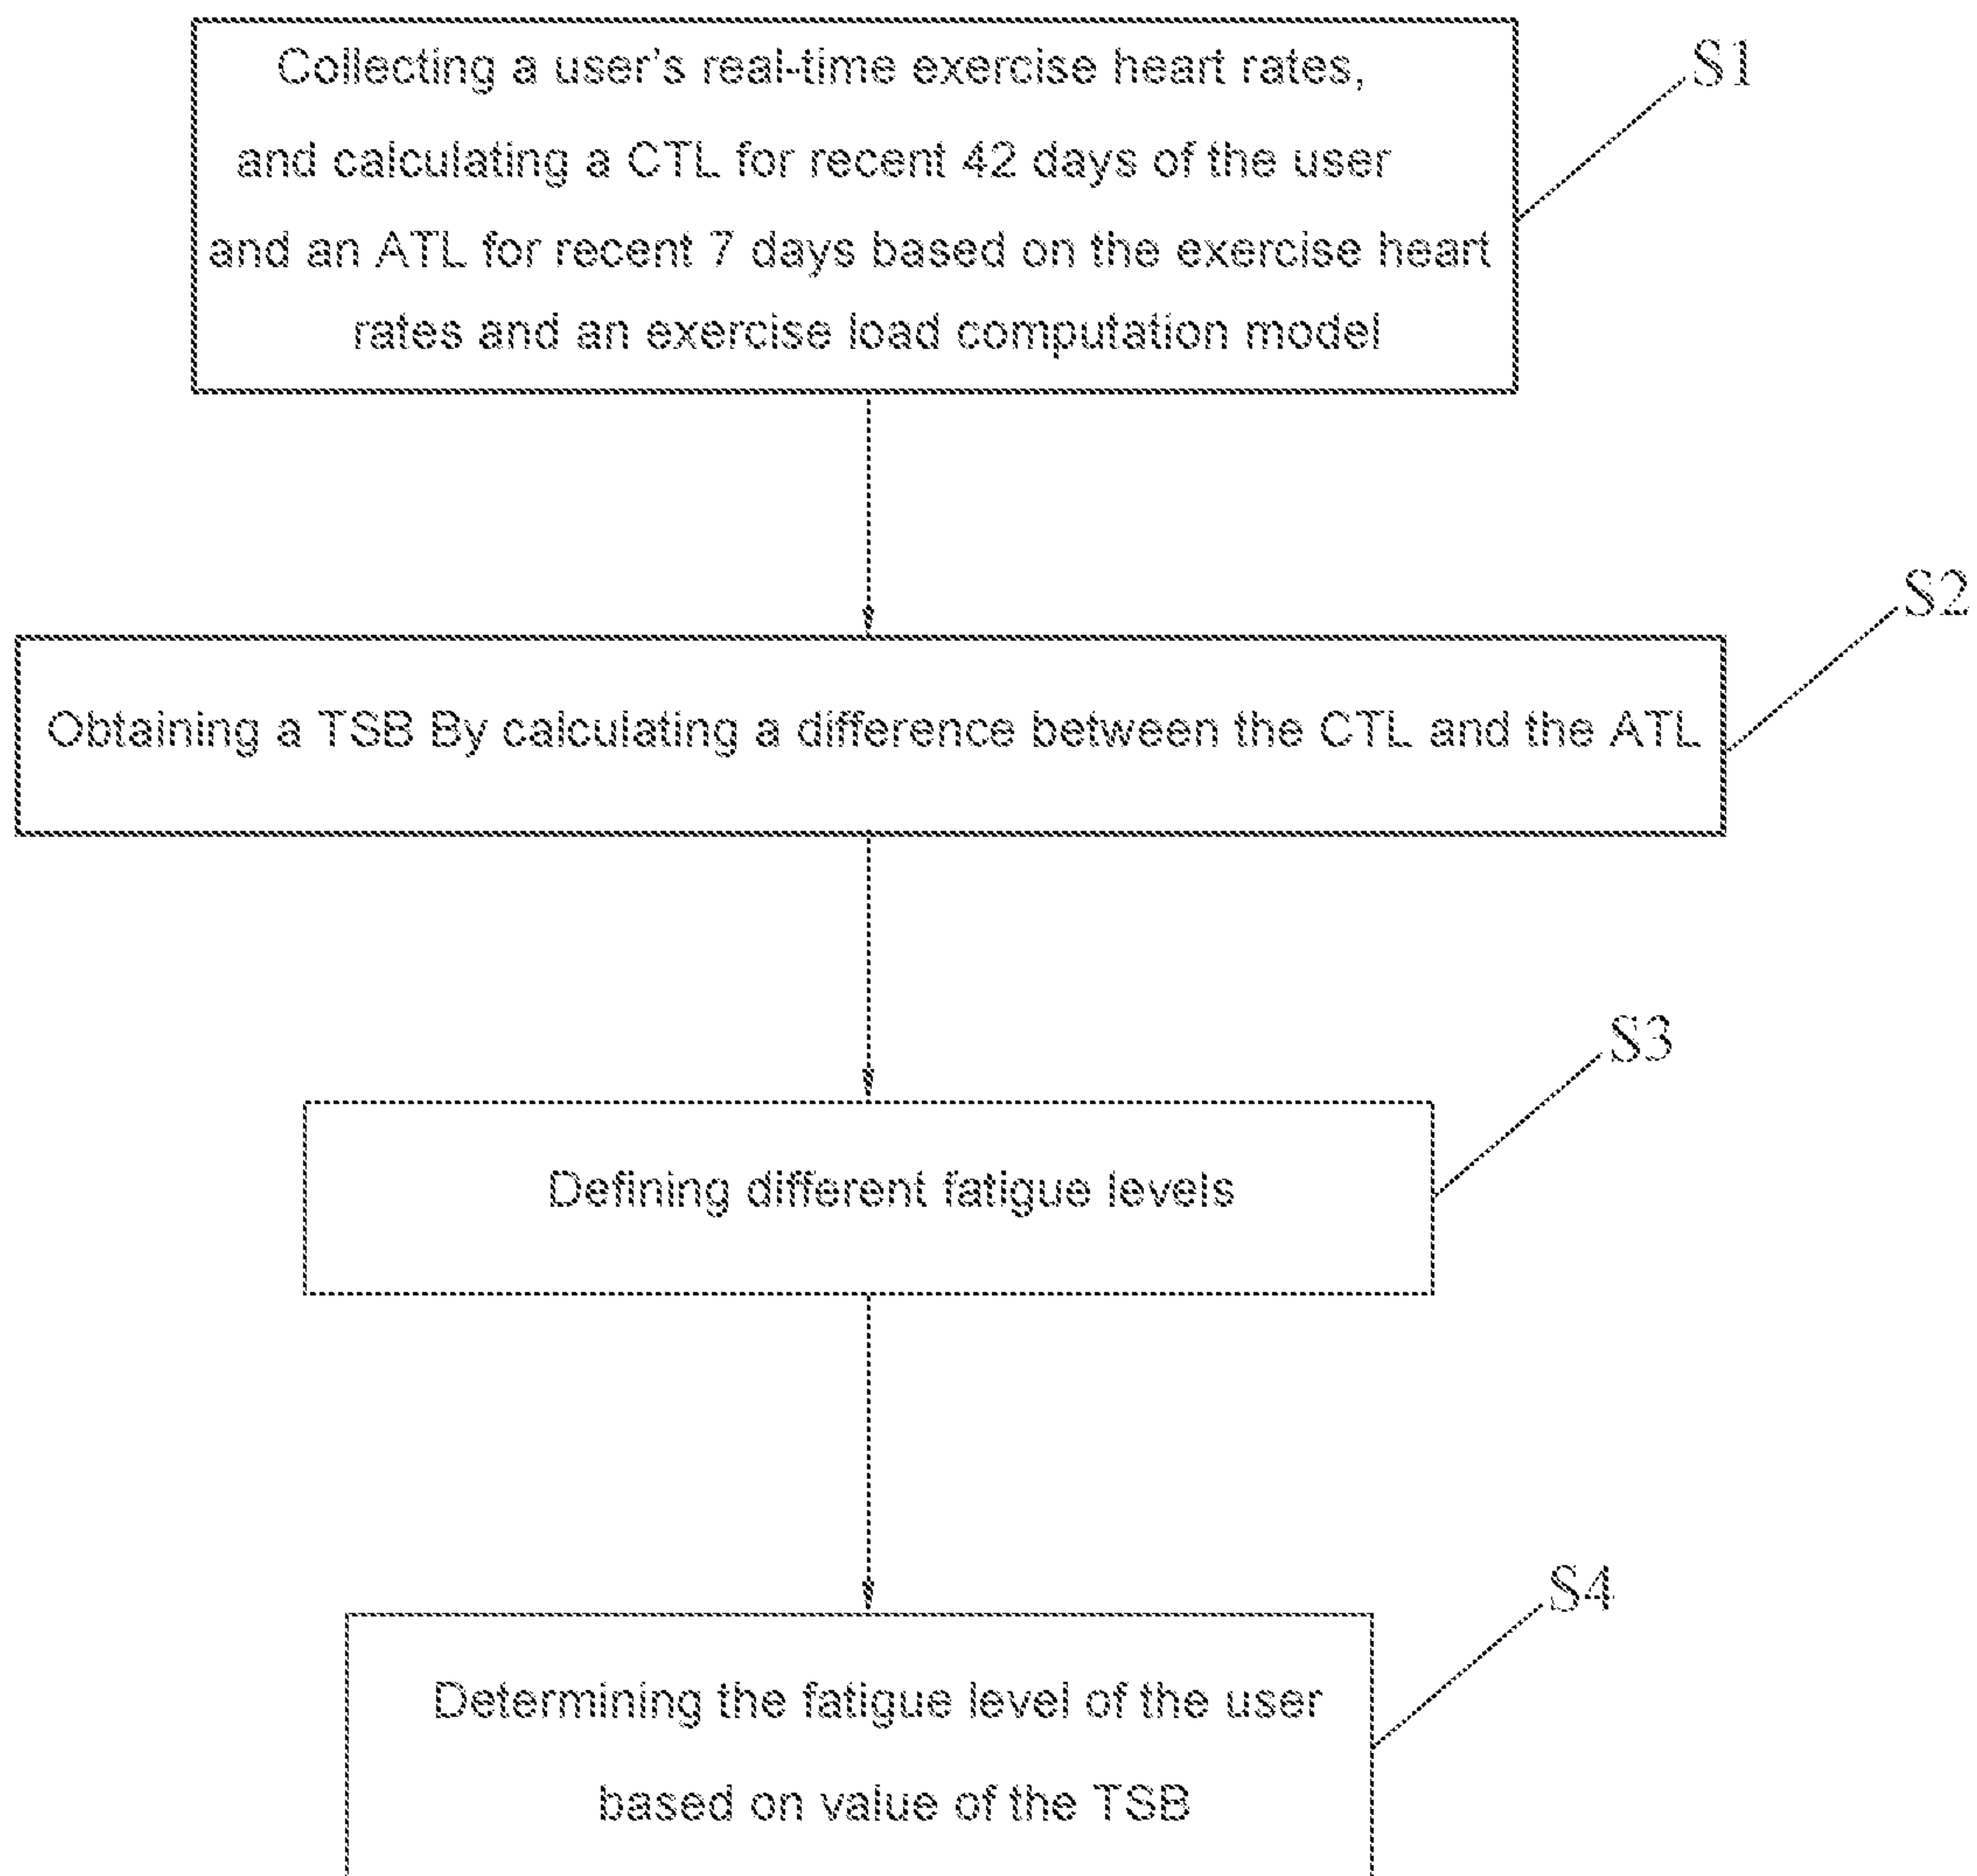 Collecting a user's real-time exercise heart rates,
and calculating a CTL for recent 42 days of the user
and an ATL for recent 7 days based on the exercise heart
rates and an exercise load computation model
S1
Obtaining a TSB By calculating a difference between the CTL and the ATL
S2
Defining different fatigue levels
S3
Determining the fatigue level of the user
based on value of the TSB
S4